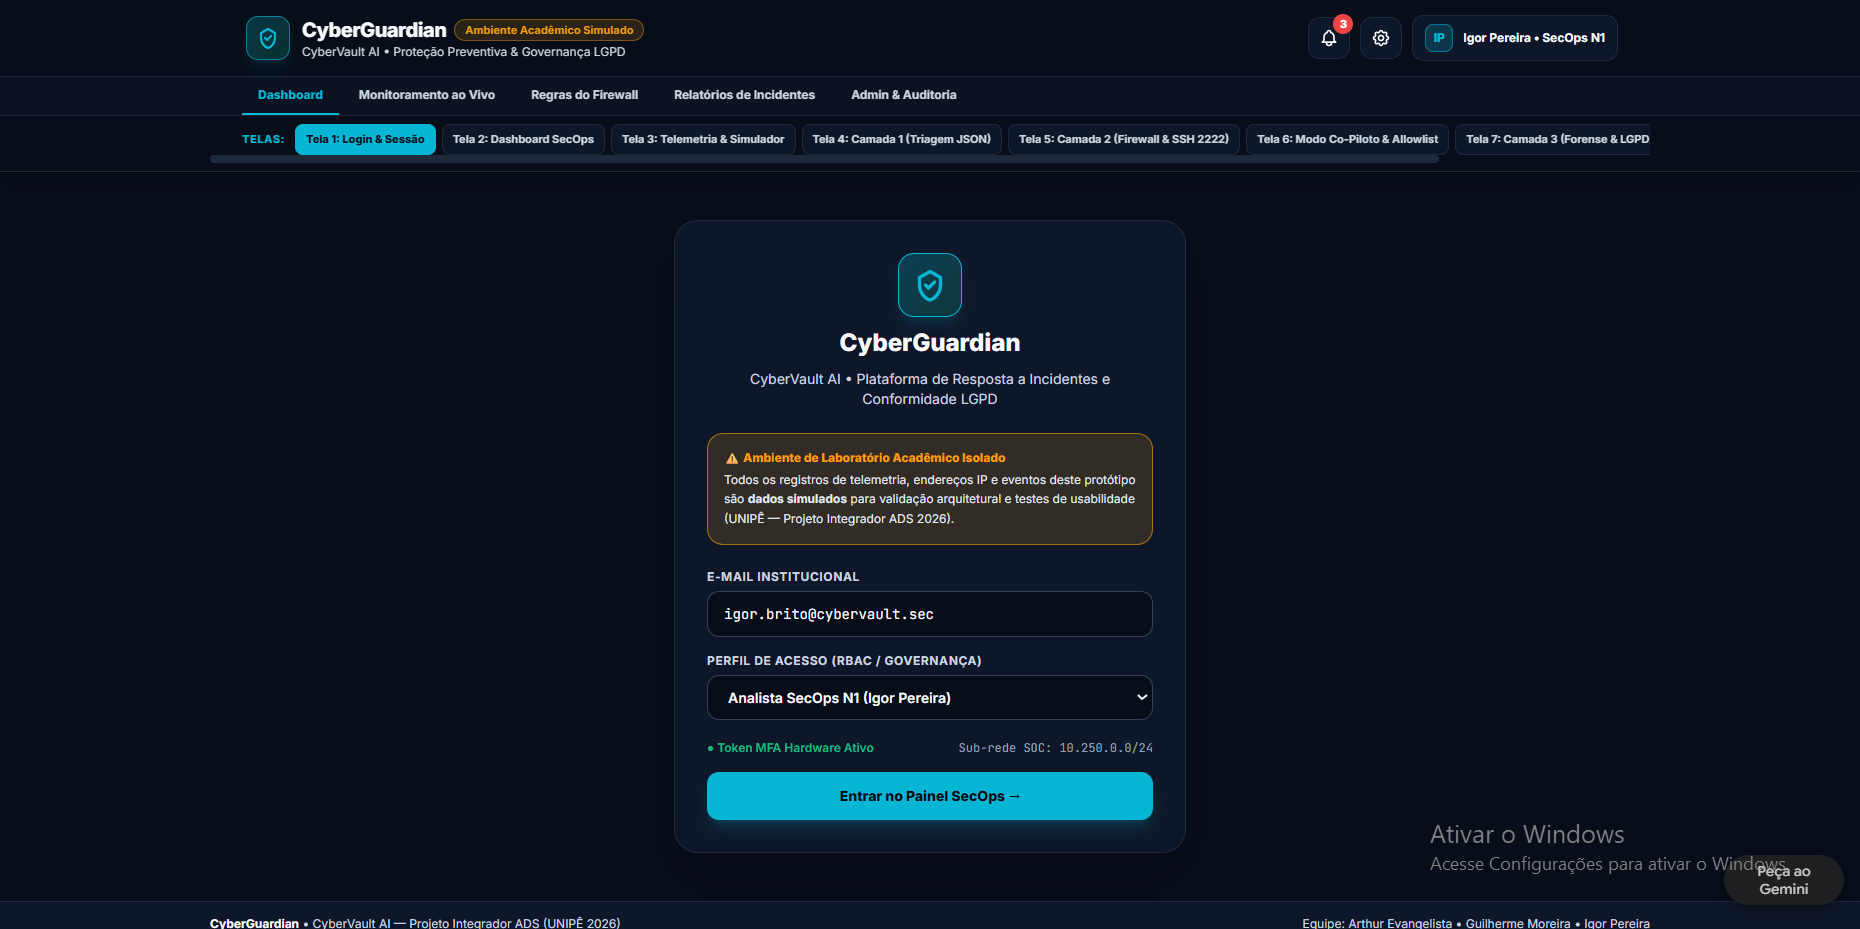 CyberGuardian
Ambiente Acadêmico Simulado
CyberVault AI • Proteção Preventiva & Governança LGPD
3
IP
Igor Pereira • SecOps N1
Dashboard
Monitoramento ao Vivo
Regras do Firewall
Relatórios de Incidentes
Admin & Auditoria
TELAS:
Tela 1: Login & Sessão
Tela 2: Dashboard SecOps
Tela 3: Telemetria & Simulador
Tela 4: Camada 1 (Triagem JSON)
Tela 5: Camada 2 (Firewall & SSH 2222)
Tela 6: Modo Co-Piloto & Allowlist
Tela 7: Camada 3 (Forense & LGPD
CyberGuardian
CyberVault AI • Plataforma de Resposta a Incidentes e
Conformidade LGPD
⚠ Ambiente de Laboratório Acadêmico Isolado
Todos os registros de telemetria, endereços IP e eventos deste protótipo
são dados simulados para validação arquitetural e testes de usabilidade
(UNIPÊ — Projeto Integrador ADS 2026).
E-MAIL INSTITUCIONAL
igor.brito@cybervault.sec
PERFIL DE ACESSO (RBAC / GOVERNANÇA)
Analista SecOps N1 (Igor Pereira)
● Token MFA Hardware Ativo
Sub-rede SOC: 10.250.0.0/24
Entrar no Painel SecOps →
Ativar o Windows
Acesse Configurações para ativar o Windows.
Peça ao
Gemini
CyberGuardian • CyberVault AI — Projeto Integrador ADS (UNIPÊ 2026)
Equipe: Arthur Evangelista • Guilherme Moreira • Igor Pereira